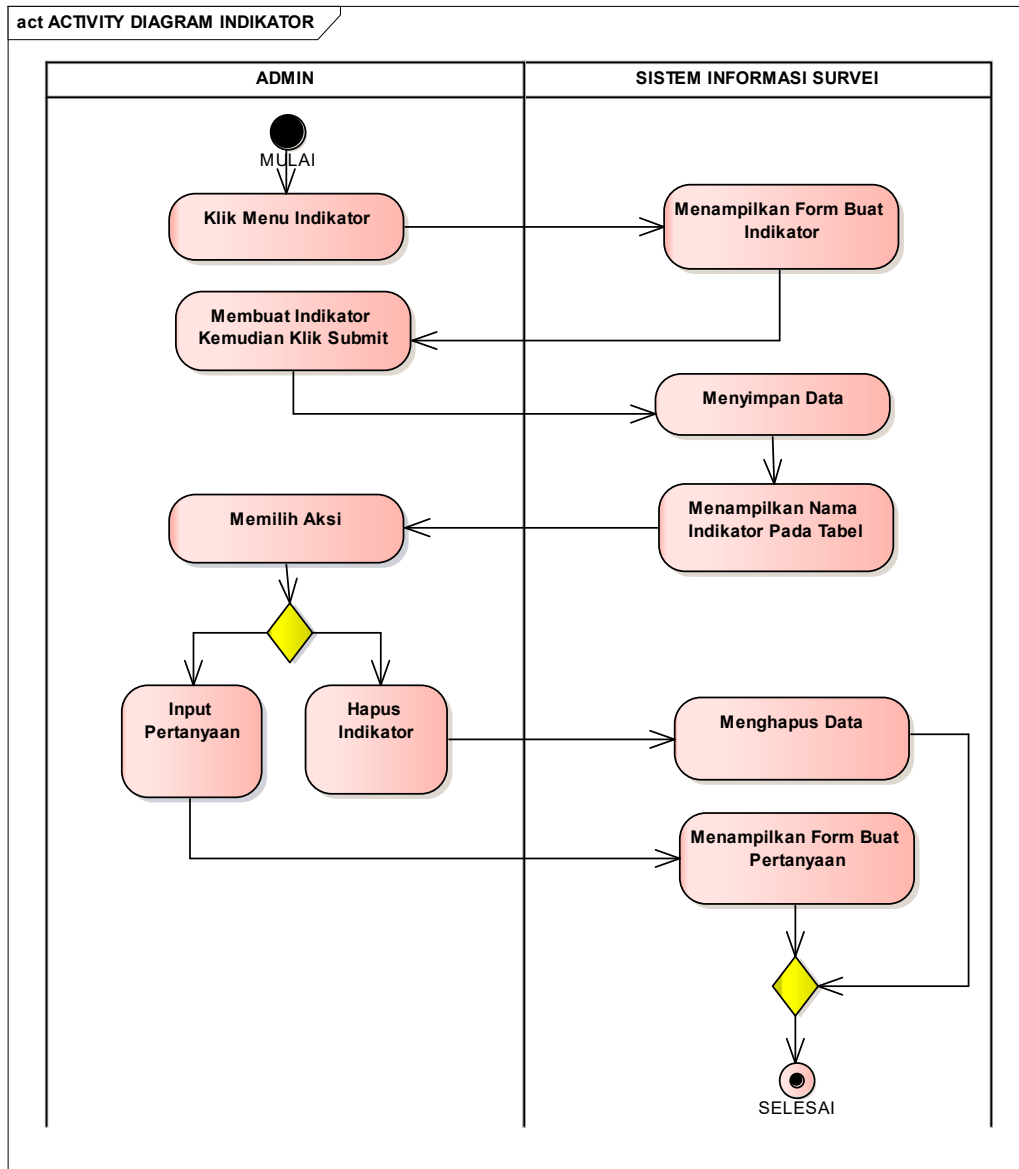 act ACTIVITY DIAGRAM INDIKATOR
ADMIN
SISTEM INFORMASI SURVEI
MULAI
Klik Menu Indikator
Menampilkan Form Buat
Indikator
Membuat Indikator
Kemudian Klik Submit
Menyimpan Data
Menampilkan Nama
Indikator Pada Tabel
Memilih Aksi
Input
Pertanyaan
Hapus
Indikator
Menghapus Data
Menampilkan Form Buat
Pertanyaan
SELESAI